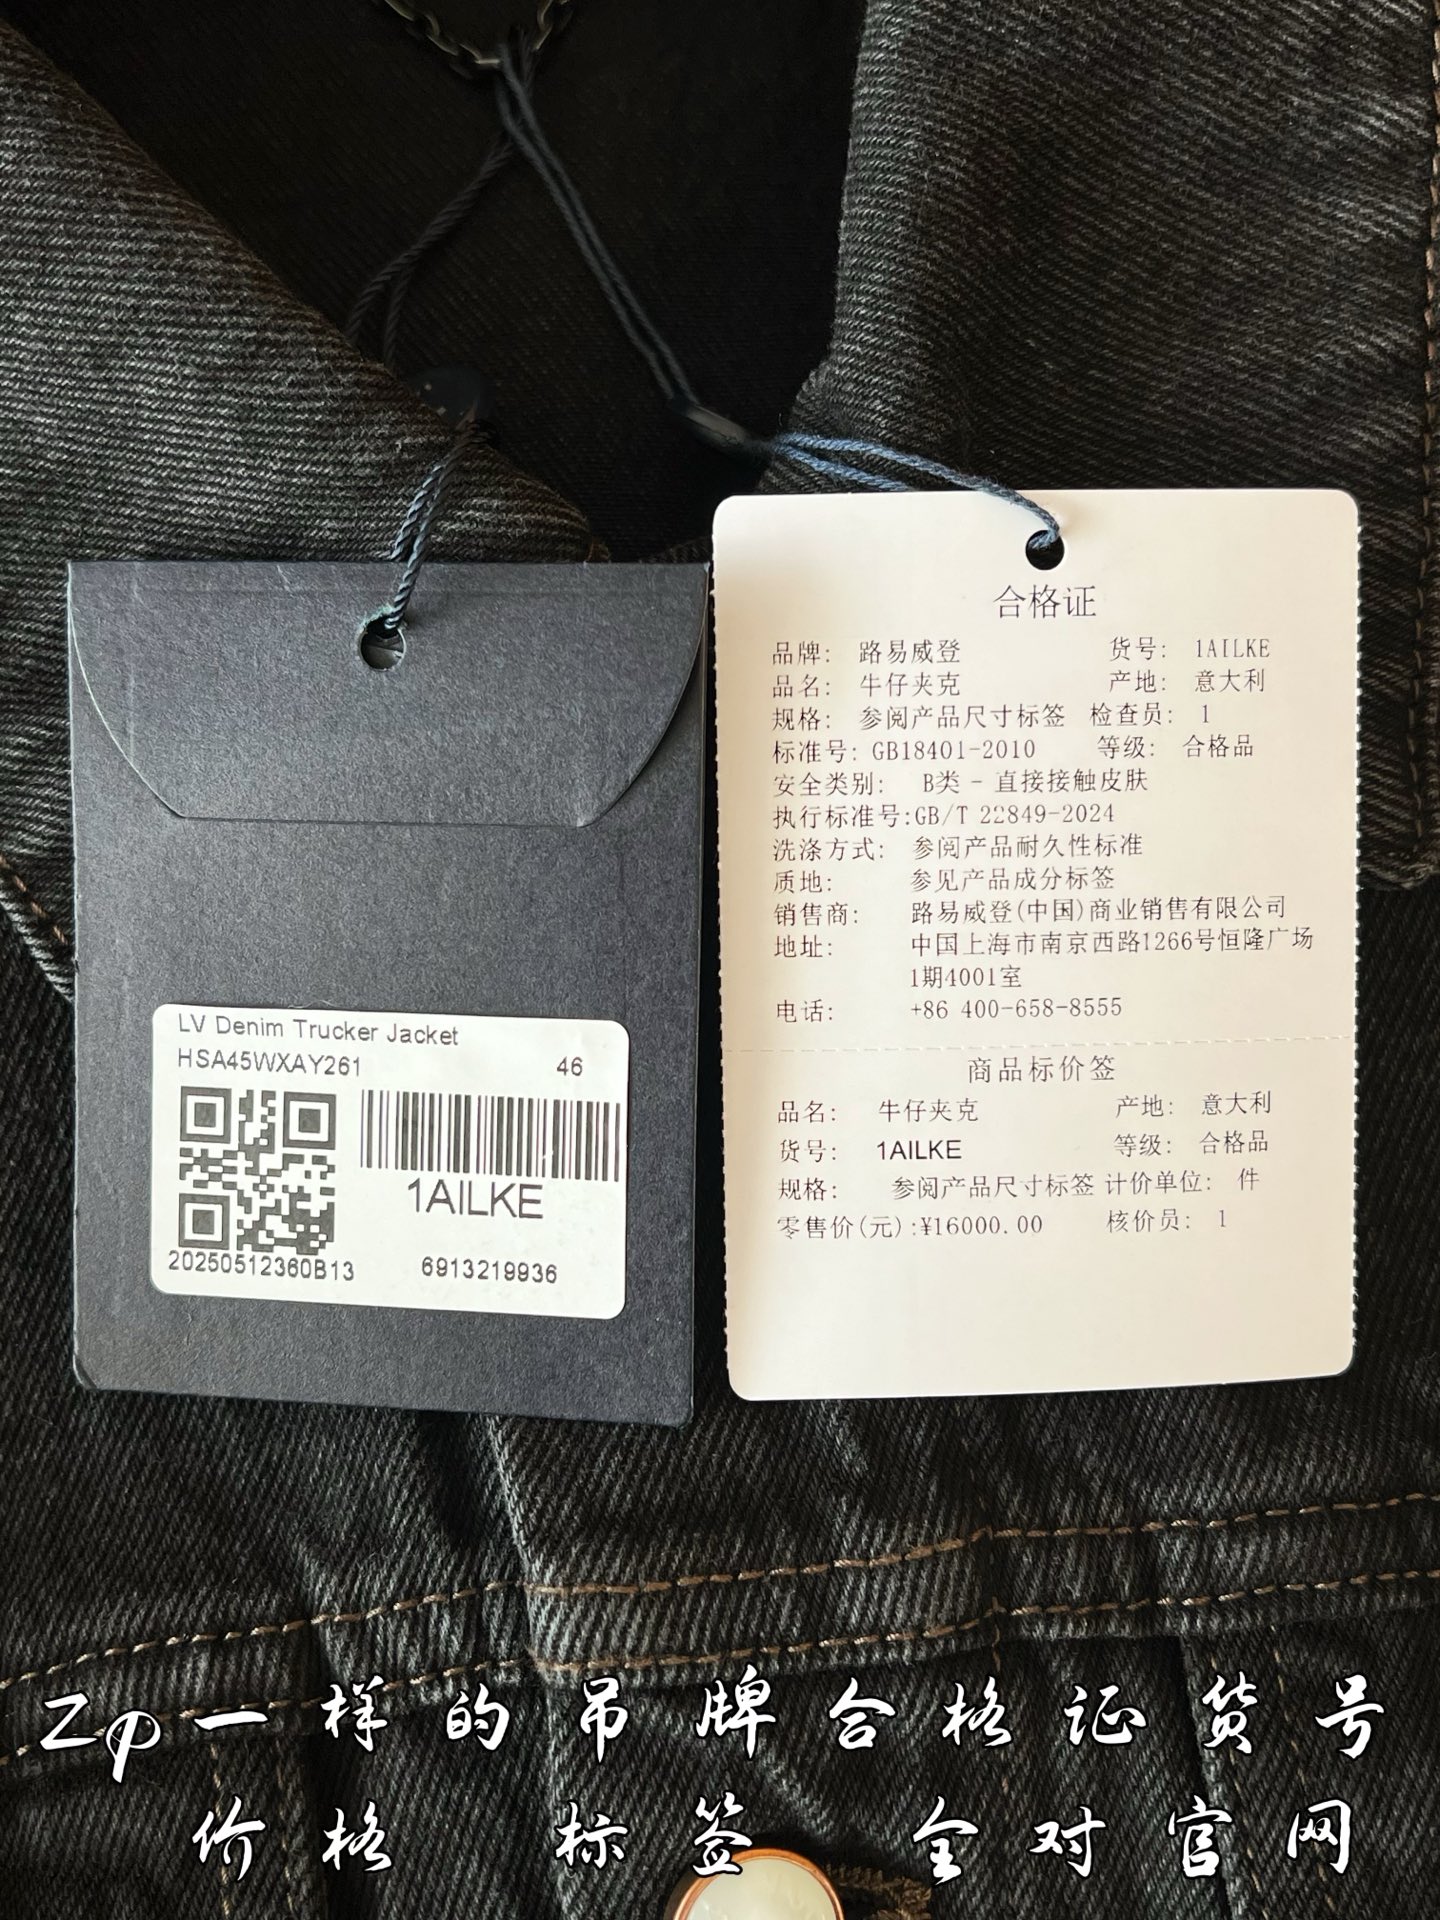 LV Denim Trucker Jacket
HSA45WXAY261 46
1AILKE
20250512360B13 6913219936
合格证
品牌: 路易威登 货号: 1AILKE
品名: 牛仔夹克 产地: 意大利
规格: 参阅产品尺寸标签 检查员: 1
标准号: GB18401-2010 等级: 合格品
安全类别: B类 - 直接接触皮肤
执行标准号:GB/T 22849-2024
洗涤方式: 参阅产品耐久性标准
质地: 参见产品成分标签
销售商: 路易威登(中国)商业销售有限公司
地址: 中国上海市南京西路1266号恒隆广场
1期4001室
电话: +86 400-658-8555
商品标价签
品名: 牛仔夹克 产地: 意大利
货号: 1AILKE 等级: 合格品
规格: 参阅产品尺寸标签 计价单位: 件
零售价(元):¥16000.00 核价员: 1
Zp一样的吊牌合格证货号
价格 标签 全对官网